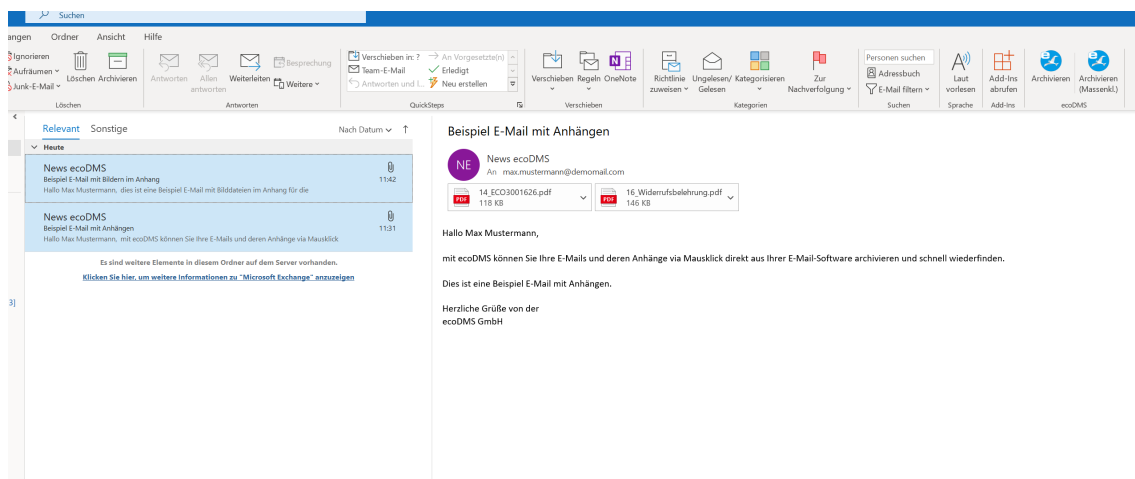 Suchen
angen Ordner Ansicht Hilfe
Ignorieren
Aufräumen
Junk-E-Mail
Löschen Archivieren
Löschen
Antworten
Allen antworten
Weiterleiten
Besprechung
Weitere
Antworten
Verschieben in: ?
Team-E-Mail
Antworten und l...
An Vorgesetzte(n)
Erledigt
Neu erstellen
QuickSteps
Verschieben Regeln OneNote
Verschieben
Richtlinie zuweisen
Ungelesen/ Gelesen
Kategorisieren
Zur Nachverfolgung
Kategorien
Personen suchen
Adressbuch
E-Mail filtern
Suchen
Laut vorlesen
Sprache
Add-Ins abrufen
Add-Ins
Archivieren
Archivieren (Massenkl.)
ecoDMS
Relevant Sonstige Nach Datum
Heute
News ecoDMS
Beispiel E-Mail mit Bildern im Anhang 11:42
Hallo Max Mustermann, dies ist eine Beispiel E-Mail mit Bilddateien im Anhang für die
News ecoDMS
Beispiel E-Mail mit Anhängen 11:31
Hallo Max Mustermann, mit ecoDMS können Sie Ihre E-Mails und deren Anhänge via Mausklick
Es sind weitere Elemente in diesem Ordner auf dem Server vorhanden.
Klicken Sie hier, um weitere Informationen zu "Microsoft Exchange" anzuzeigen
3]
Beispiel E-Mail mit Anhängen
NE
News ecoDMS
An max.mustermann@demomail.com
PDF
14_ECO3001626.pdf
118 KB
PDF
16_Widerrufsbelehrung.pdf
146 KB
Hallo Max Mustermann,
mit ecoDMS können Sie Ihre E-Mails und deren Anhänge via Mausklick direkt aus Ihrer E-Mail-Software archivieren und schnell wiederfinden.
Dies ist eine Beispiel E-Mail mit Anhängen.
Herzliche Grüße von der
ecoDMS GmbH